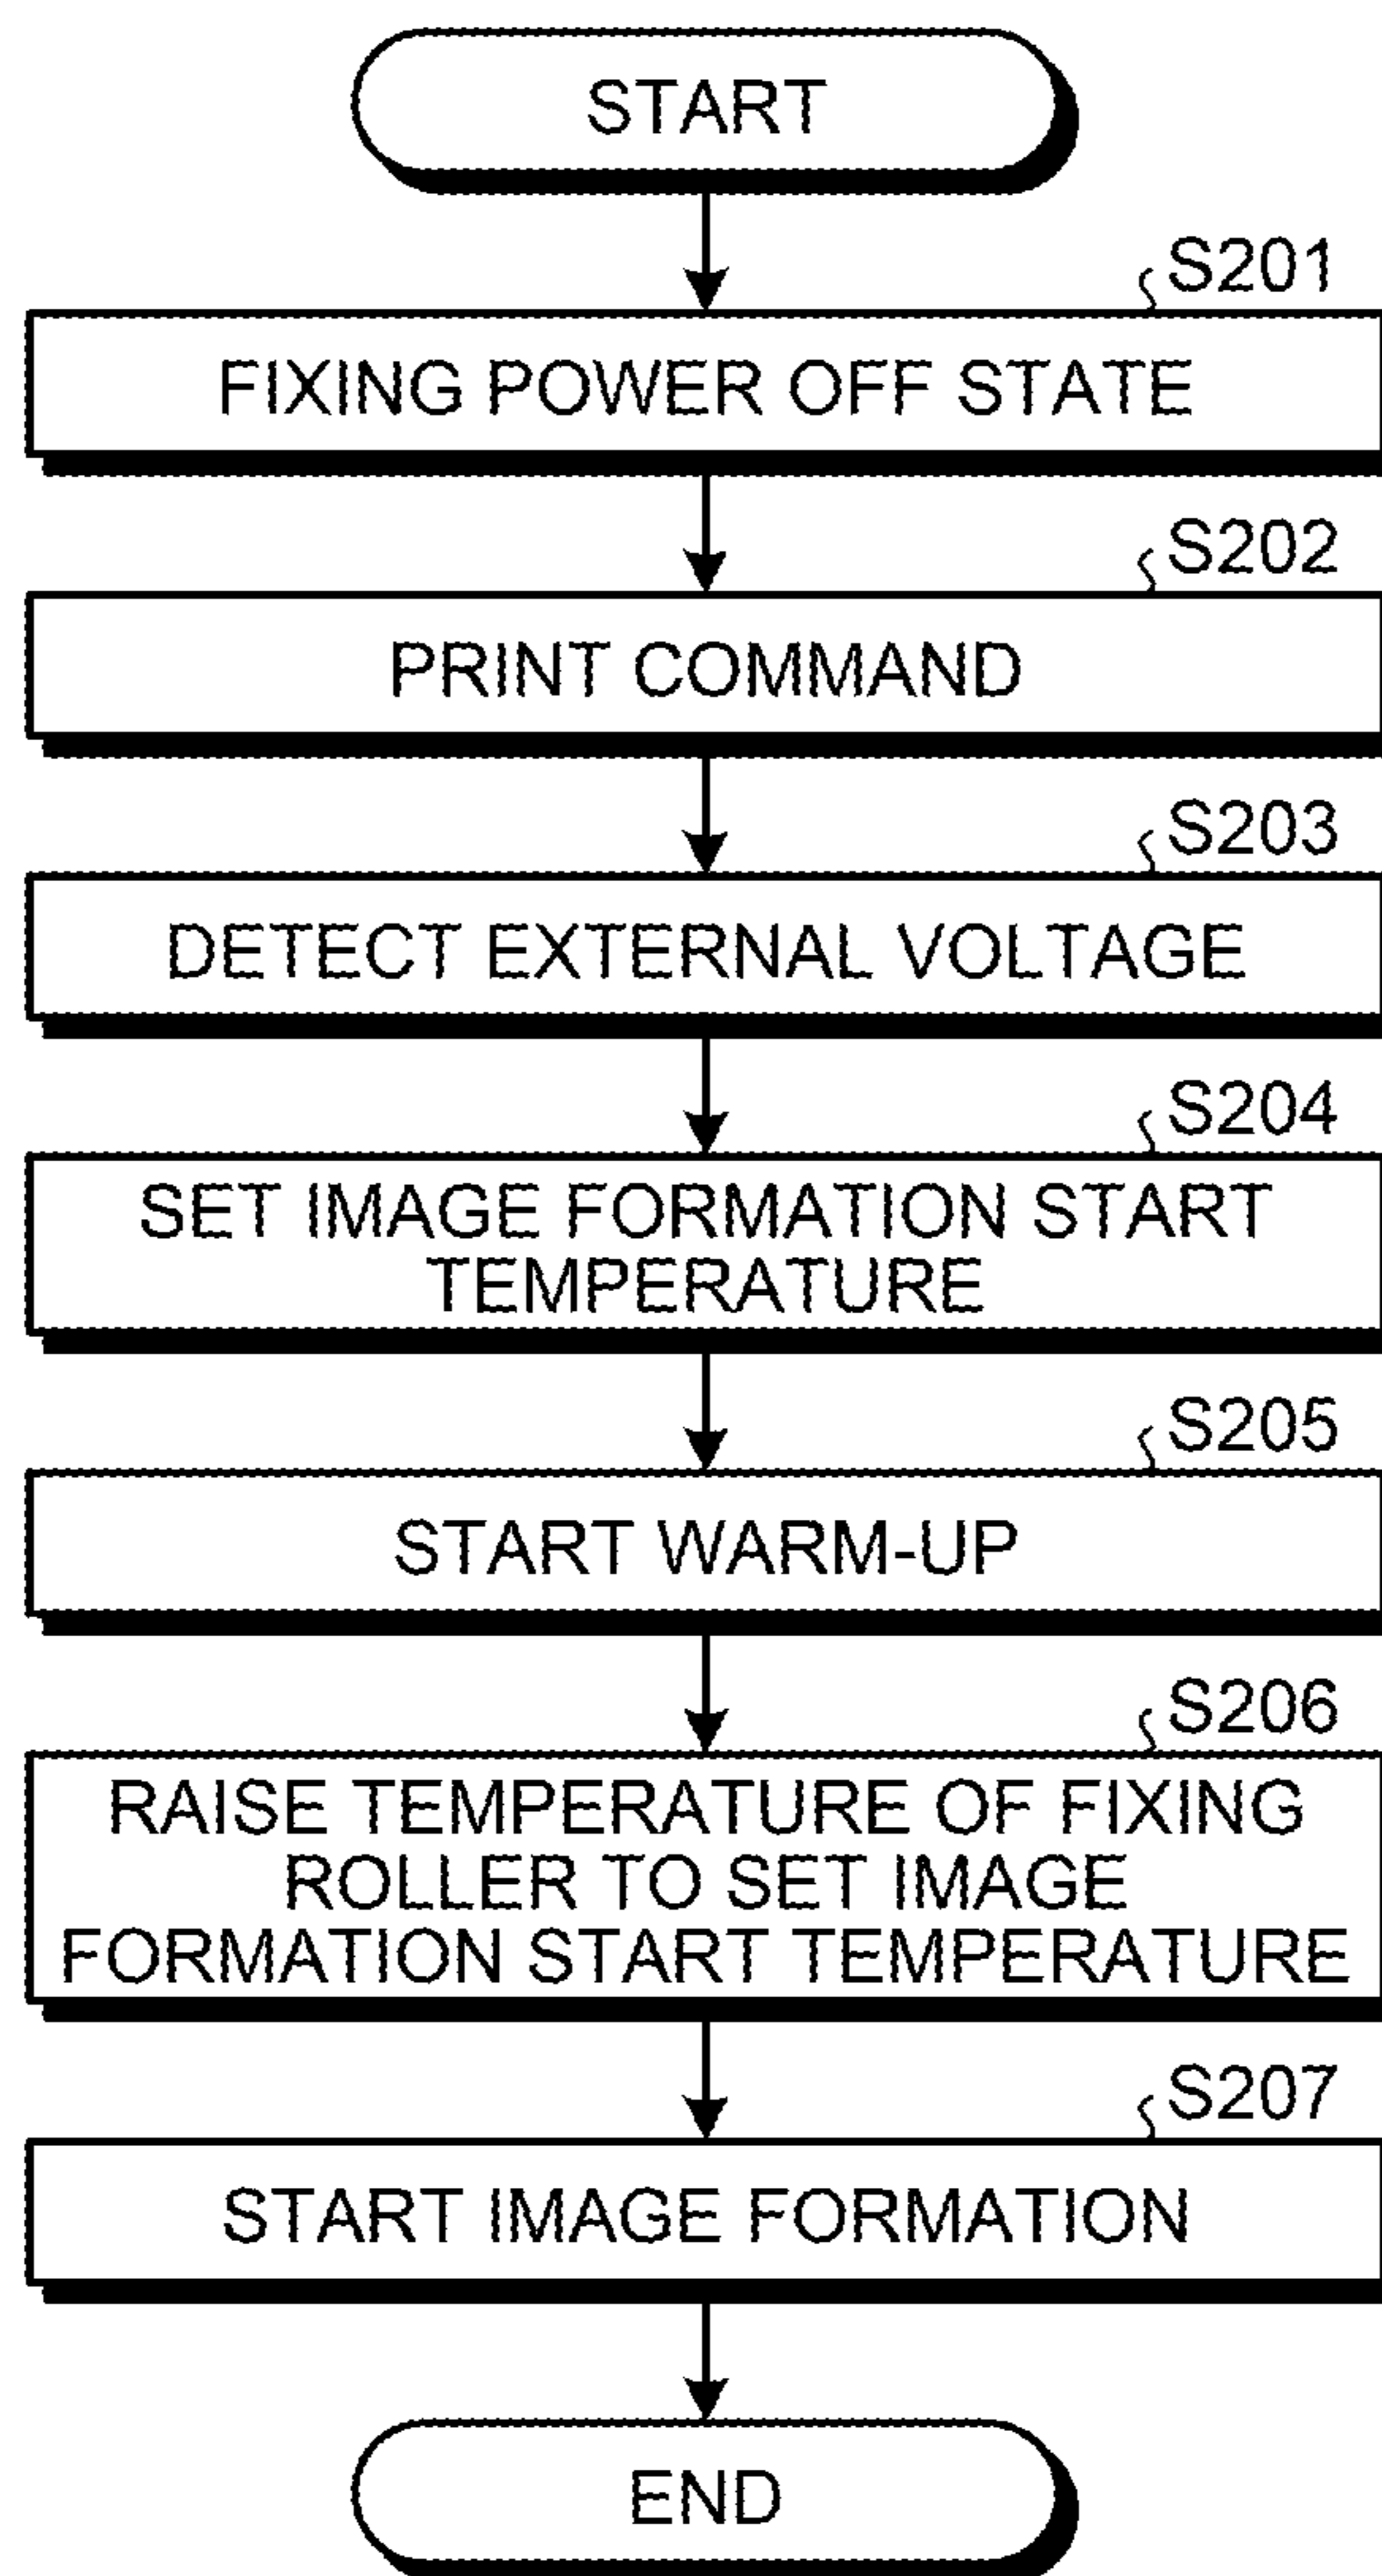 START
S201
FIXING POWER OFF STATE
S202
PRINT COMMAND
S203
DETECT EXTERNAL VOLTAGE
S204
SET IMAGE FORMATION START
TEMPERATURE
S205
START WARM-UP
S206
RAISE TEMPERATURE OF FIXING
ROLLER TO SET IMAGE
FORMATION START TEMPERATURE
S207
START IMAGE FORMATION
END